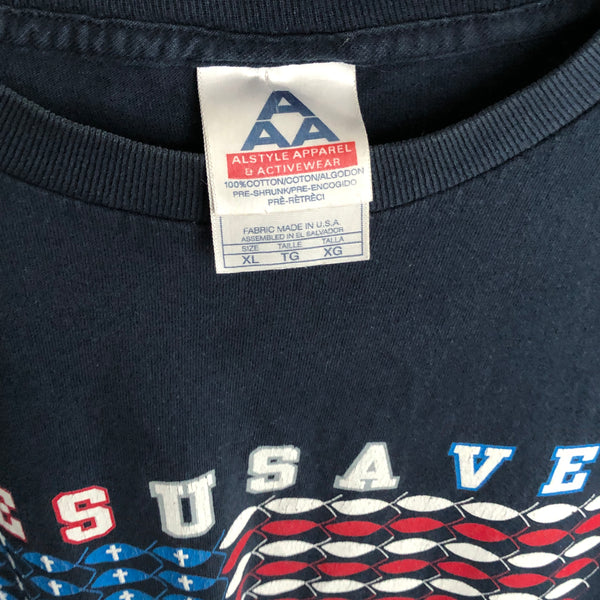 A
AA
ALSTYLE APPAREL
& ACTIVEWEAR
100%COTTON/COTON/ALGODON
PRE-SHRUNK/PRE-ENCOGIDO
PRÉ-RÉTRÉCI
FABRIC MADE IN U.S.A.
ASSEMBLED IN EL SALVADOR
SIZE TAILLE TALLA
XL TG XG
ESUSAVE